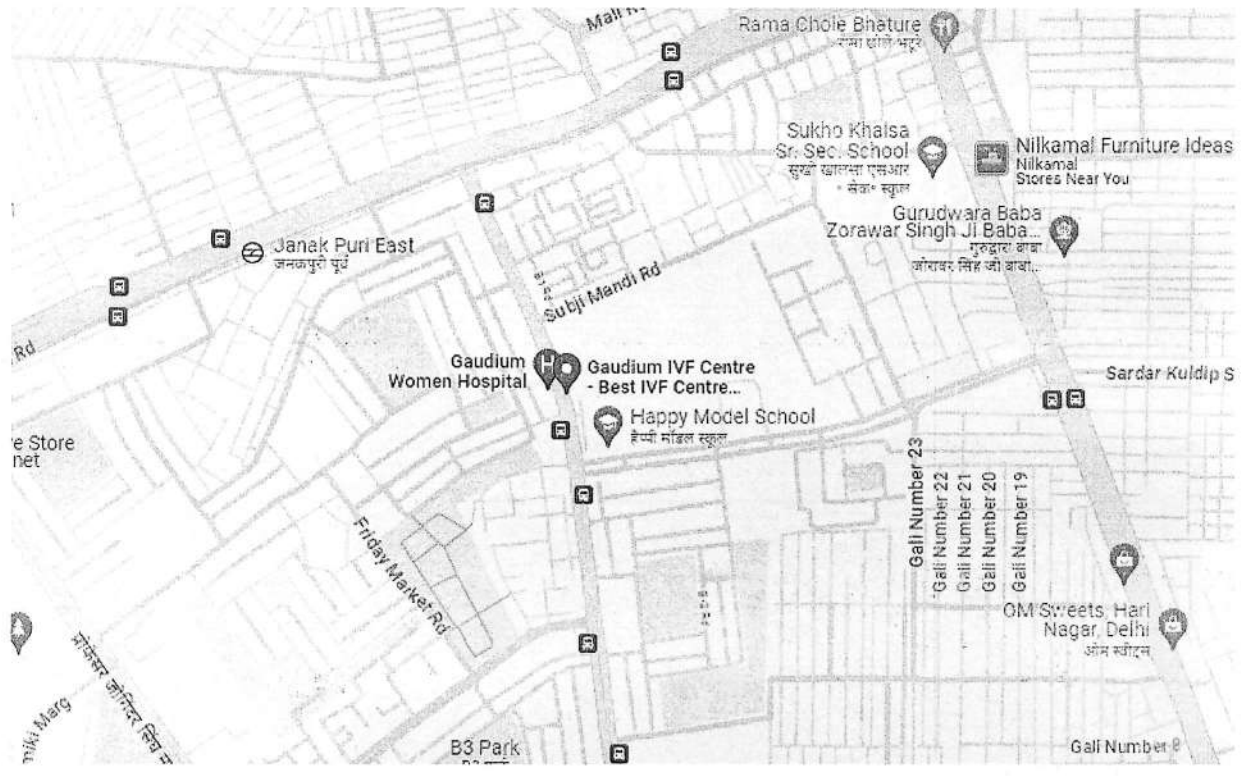 Mall R
Rama Chole Bhature
रामा छोले भटूरे
Sukho Khalsa
Sr. Sec. School
सुखो खालसा एसआर
सेक॰ स्कूल
Nilkamal Furniture Ideas
Nilkamal
Stores Near You
Gurudwara Baba
Zorawar Singh Ji Baba...
गुरुद्वारा बाबा
जोरावर सिंह जी बाबा..
Janak Puri East
जनकपुरी पूर्व
Subji Mandi Rd
Rd
Gaudium
Women Hospital
Gaudium IVF Centre
- Best IVF Centre...
Sardar Kuldip S
Happy Model School
हैप्पी मॉडल स्कूल
e Store
net
Gali Number 23
Gali Number 22
Gali Number 21
Gali Number 20
Gali Number 19
Friday Market Rd
OM Sweets, Hari
Nagar, Delhi
ओम स्वीट्स
प्रोफेसर जोगिंदर सिंघ म
miki Marg
B3 Park
Gali Number 8